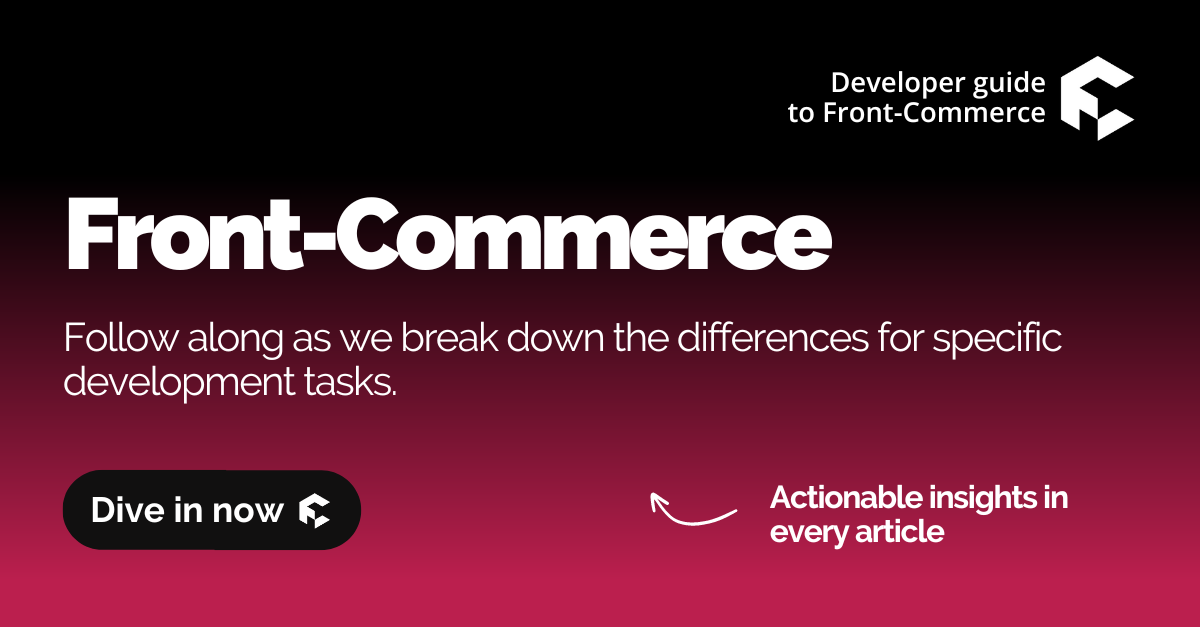 Developer guide
to Front-Commerce
Front-Commerce
Follow along as we break down the differences for specific
development tasks.
Dive in now
Actionable insights in
every article